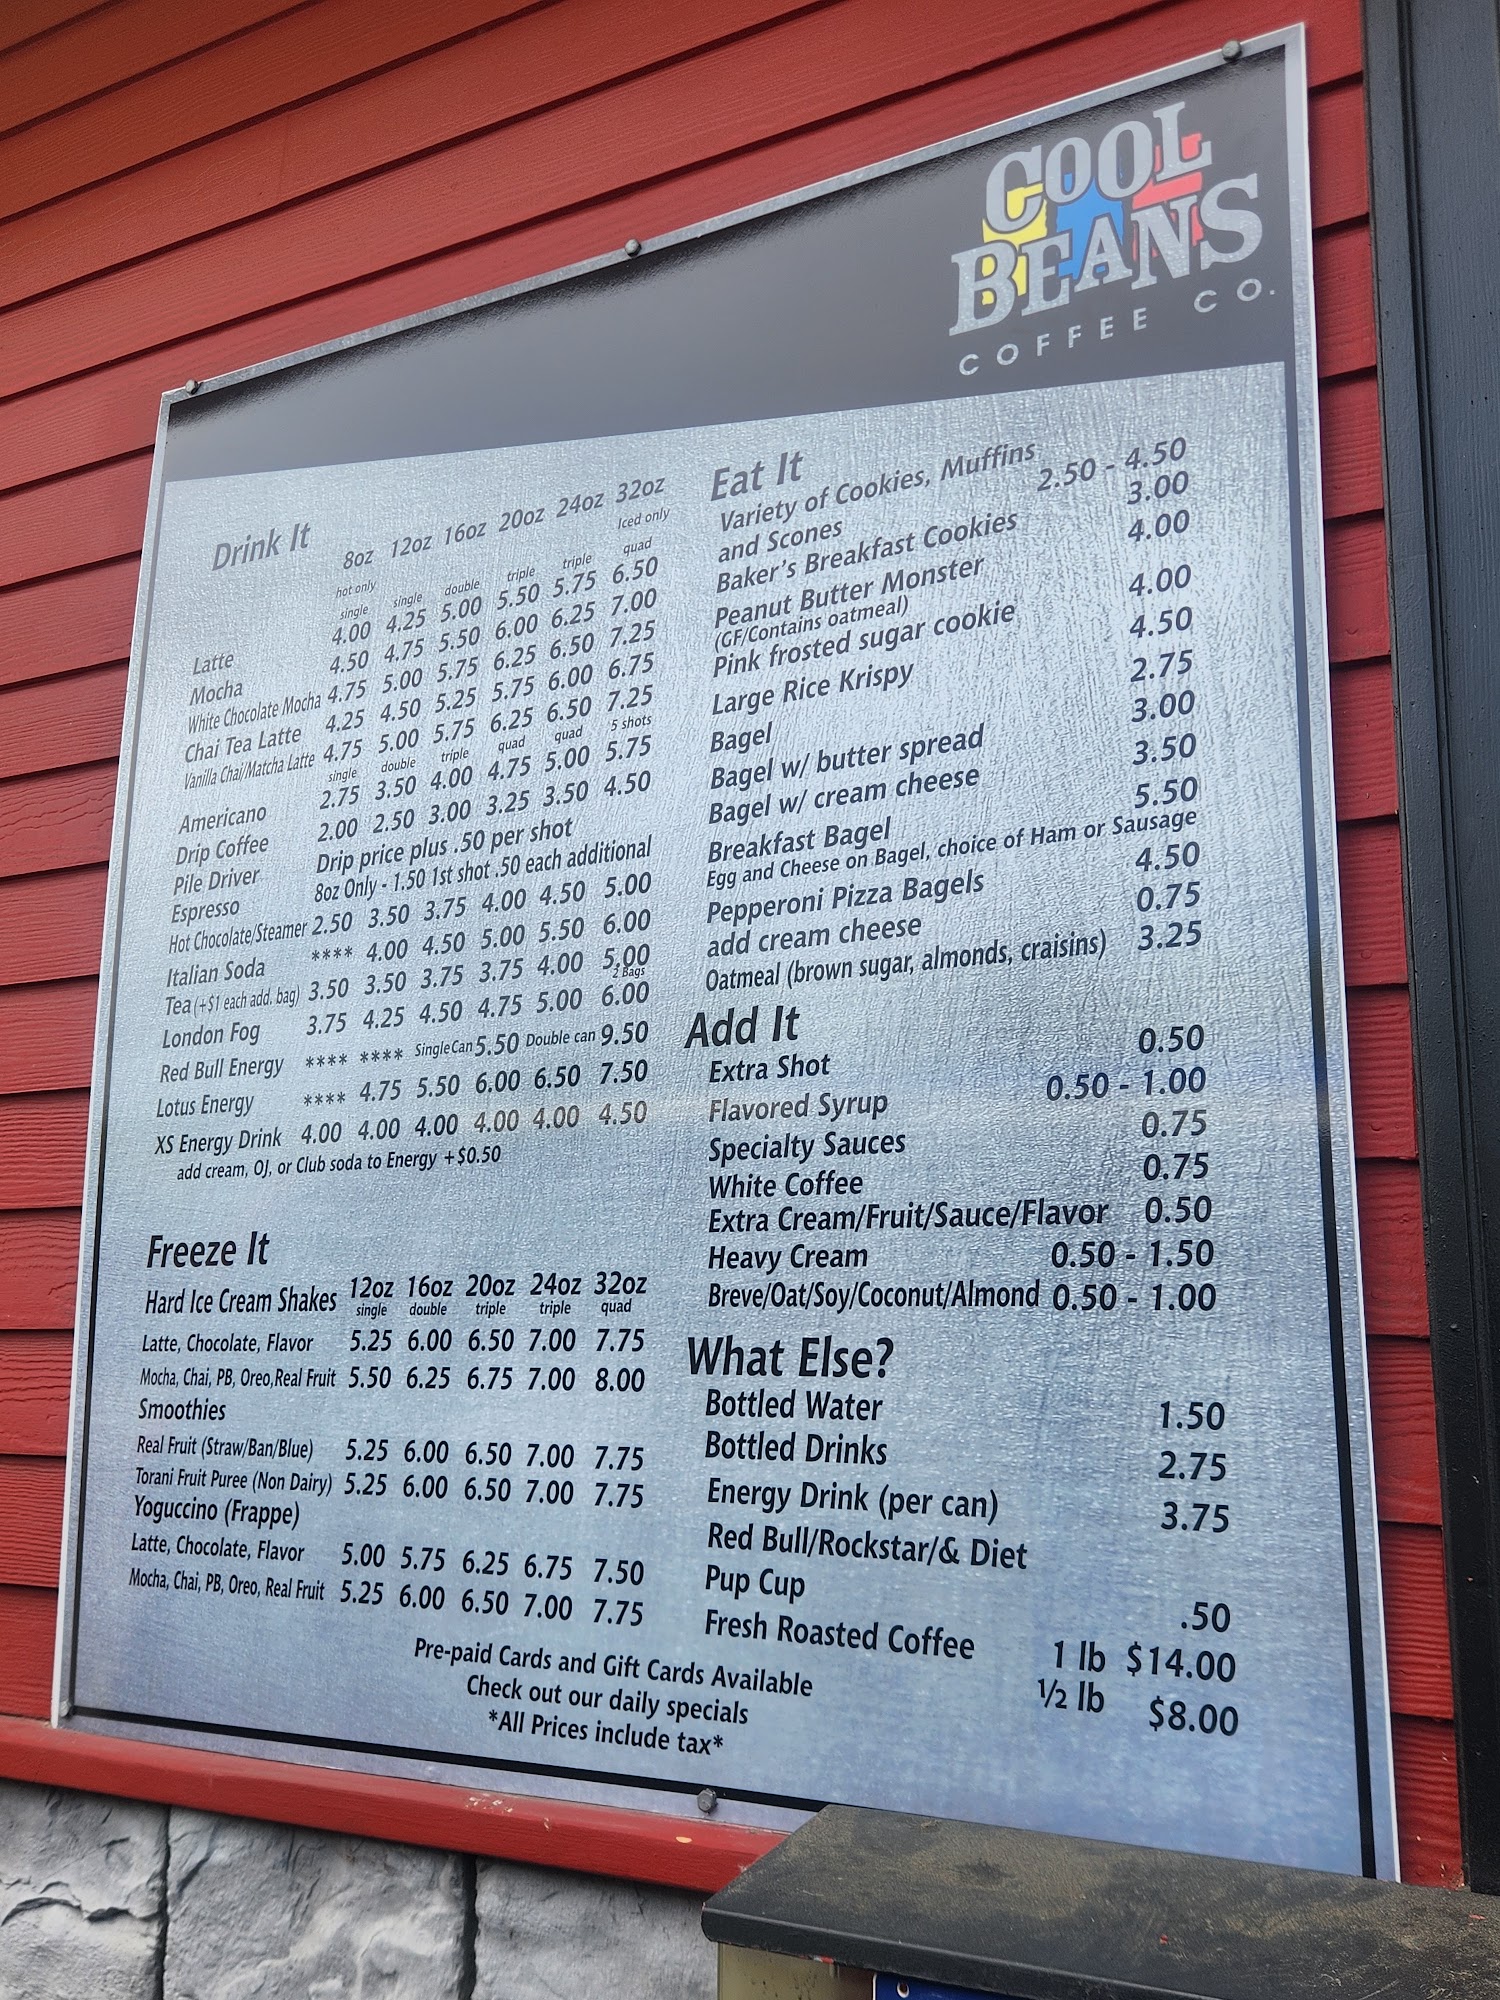 COOL
BEANS
COFFEE CO.
Drink It
8oz 12oz 16oz 20oz 24oz 32oz
hot only Iced only
single single double triple triple quad
Latte 4.00 4.25 5.00 5.50 5.75 6.50
Mocha 4.50 4.75 5.50 6.00 6.25 7.00
White Chocolate Mocha 4.75 5.00 5.75 6.25 6.50 7.25
Chai Tea Latte 4.25 4.50 5.25 5.75 6.00 6.75
Vanilla Chai/Matcha Latte 4.75 5.00 5.75 6.25 6.50 7.25
single double triple quad quad 5 shots
Americano 2.75 3.50 4.00 4.75 5.00 5.75
Drip Coffee 2.00 2.50 3.00 3.25 3.50 4.50
Pile Driver Drip price plus .50 per shot
Espresso 8oz Only - 1.50 1st shot .50 each additional
Hot Chocolate/Steamer 2.50 3.50 3.75 4.00 4.50 5.00
Italian Soda **** 4.00 4.50 5.00 5.50 6.00
Tea (+$1 each add. bag) 3.50 3.50 3.75 3.75 4.00 5.00
2 Bags
London Fog 3.75 4.25 4.50 4.75 5.00 6.00
Red Bull Energy **** **** Single Can 5.50 Double can 9.50
Lotus Energy **** 4.75 5.50 6.00 6.50 7.50
XS Energy Drink 4.00 4.00 4.00 4.00 4.00 4.50
add cream, OJ, or Club soda to Energy +$0.50
Freeze It
Hard Ice Cream Shakes 12oz 16oz 20oz 24oz 32oz
single double triple triple quad
Latte, Chocolate, Flavor 5.25 6.00 6.50 7.00 7.75
Mocha, Chai, PB, Oreo,Real Fruit 5.50 6.25 6.75 7.00 8.00
Smoothies
Real Fruit (Straw/Ban/Blue) 5.25 6.00 6.50 7.00 7.75
Torani Fruit Puree (Non Dairy) 5.25 6.00 6.50 7.00 7.75
Yoguccino (Frappe)
Latte, Chocolate, Flavor 5.00 5.75 6.25 6.75 7.50
Mocha, Chai, PB, Oreo, Real Fruit 5.25 6.00 6.50 7.00 7.75
Eat It
Variety of Cookies, Muffins
and Scones 2.50 - 4.50
Baker's Breakfast Cookies 3.00
Peanut Butter Monster 4.00
(GF/Contains oatmeal)
Pink frosted sugar cookie 4.00
Large Rice Krispy 4.50
Bagel 2.75
Bagel w/ butter spread 3.00
Bagel w/ cream cheese 3.50
Breakfast Bagel 5.50
Egg and Cheese on Bagel, choice of Ham or Sausage
Pepperoni Pizza Bagels 4.50
add cream cheese 0.75
Oatmeal (brown sugar, almonds, craisins) 3.25
Add It
Extra Shot 0.50
Flavored Syrup 0.50 - 1.00
Specialty Sauces 0.75
White Coffee 0.75
Extra Cream/Fruit/Sauce/Flavor 0.50
Heavy Cream 0.50 - 1.50
Breve/Oat/Soy/Coconut/Almond 0.50 - 1.00
What Else?
Bottled Water 1.50
Bottled Drinks 2.75
Energy Drink (per can) 3.75
Red Bull/Rockstar/& Diet
Pup Cup .50
Fresh Roasted Coffee 1 lb $14.00
½ lb $8.00
Pre-paid Cards and Gift Cards Available
Check out our daily specials
*All Prices include tax*